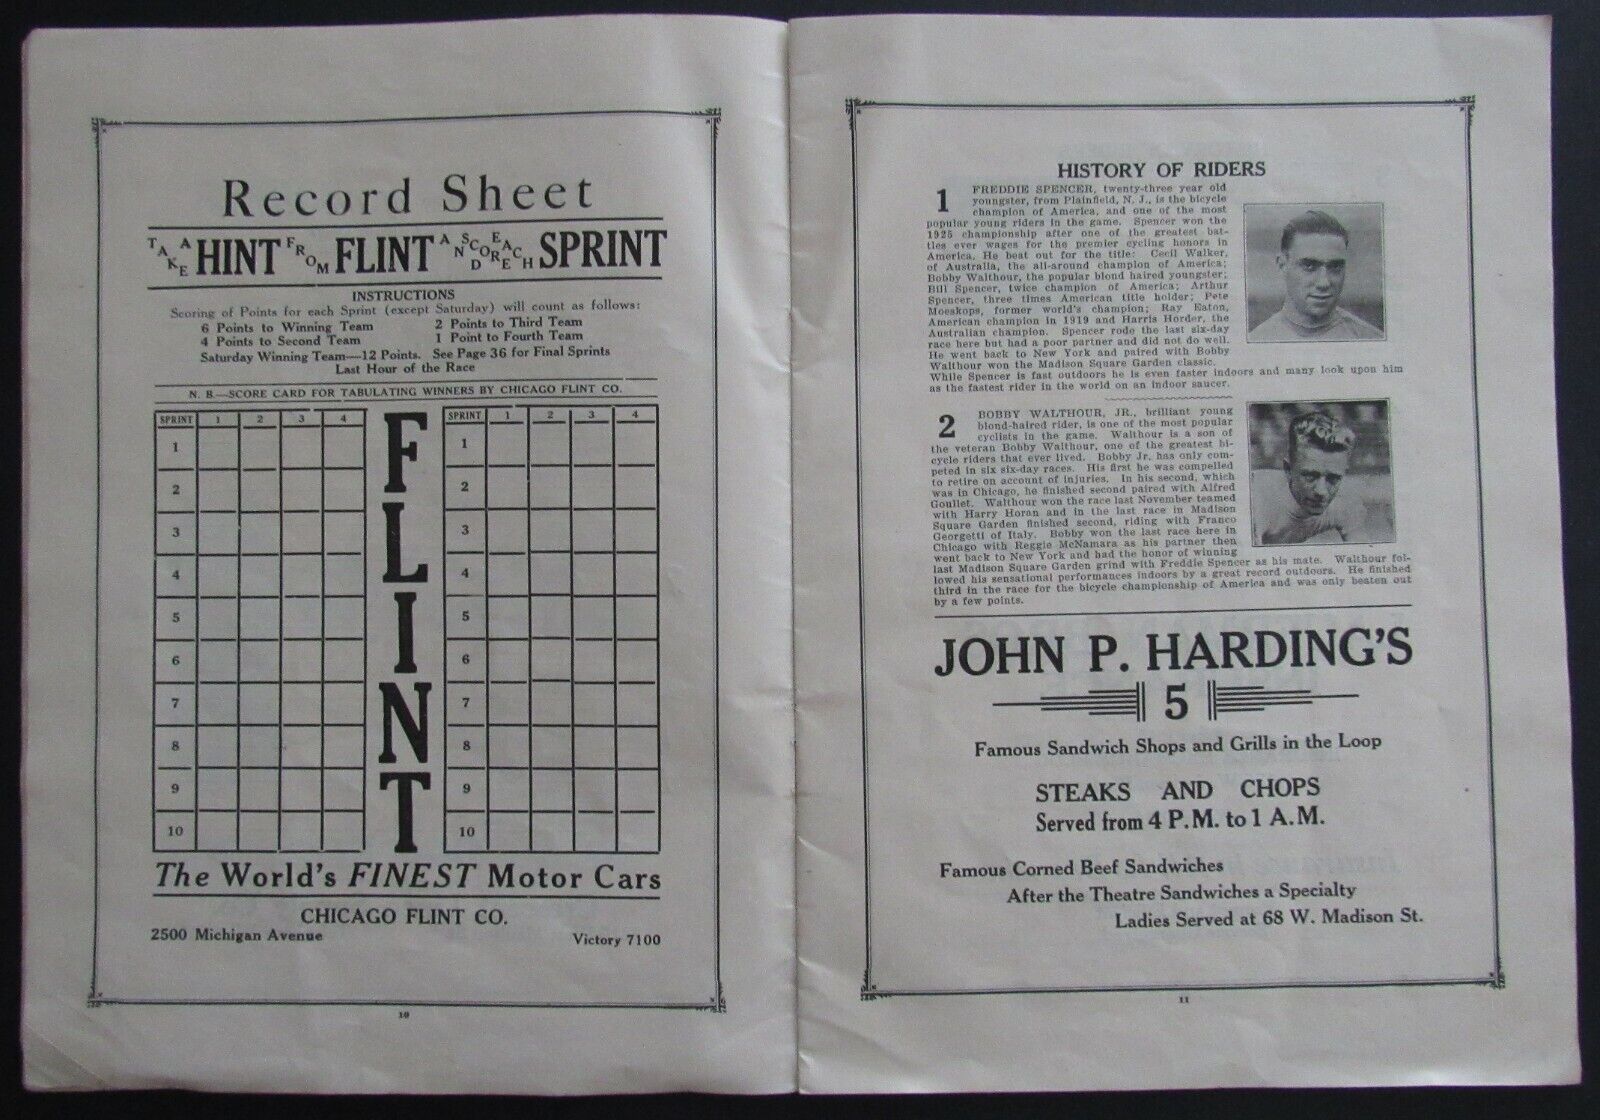 Record Sheet
TAKE A HINT FROM FLINT AND SCORE EACH SPRINT
INSTRUCTIONS
Scoring of Points for each Sprint (except Saturday) will count as follows:
6 Points to Winning Team 2 Points to Third Team
4 Points to Second Team 1 Point to Fourth Team
Saturday Winning Team—12 Points. See Page 36 for Final Sprints
Last Hour of the Race
N. B.—SCORE CARD FOR TABULATING WINNERS BY CHICAGO FLINT CO.
SPRINT 1 2 3 4
1
2
3
4
5
6
7
8
9
10
FLINT
SPRINT 1 2 3 4
1
2
3
4
5
6
7
8
9
10
The World's FINEST Motor Cars
CHICAGO FLINT CO.
2500 Michigan Avenue Victory 7100
10
HISTORY OF RIDERS
1 FREDDIE SPENCER, twenty-three year old
youngster, from Plainfield, N. J., is the bicycle
champion of America, and one of the most
popular young riders in the game. Spencer won the
1925 championship after one of the greatest bat-
tles ever wages for the premier cycling honors in
America. He beat out for the title: Cecil Walker,
of Australia, the all-around champion of America;
Bobby Walthour, the popular blond haired youngster;
Bill Spencer, twice champion of America; Arthur
Spencer, three times American title holder; Pete
Moeskops, former world's champion; Ray Eaton,
American champion in 1919 and Harris Horder, the
Australian champion. Spencer rode the last six-day
race here but had a poor partner and did not do well.
He went back to New York and paired with Bobby
Walthour won the Madison Square Garden classic.
While Spencer is fast outdoors he is even faster indoors and many look upon him
as the fastest rider in the world on an indoor saucer.
2 BOBBY WALTHOUR, JR., brilliant young
blond-haired rider, is one of the most popular
cyclists in the game. Walthour is a son of
the veteran Bobby Walthour, one of the greatest bi-
cycle riders that ever lived. Bobby Jr. has only com-
peted in six six-day races. His first he was compelled
to retire on account of injuries. In his second, which
was in Chicago, he finished second paired with Alfred
Goullet. Walthour won the race last November teamed
with Harry Horan and in the last race in Madison
Square Garden finished second, riding with Franco
Georgetti of Italy. Bobby won the last race here in
Chicago with Reggie McNamara as his partner then
went back to New York and had the honor of winning
last Madison Square Garden grind with Freddie Spencer as his mate. Walthour fol-
lowed his sensational performances indoors by a great record outdoors. He finished
third in the race for the bicycle championship of America and was only beaten out
by a few points.
JOHN P. HARDING'S
5
Famous Sandwich Shops and Grills in the Loop
STEAKS AND CHOPS
Served from 4 P.M. to 1 A.M.
Famous Corned Beef Sandwiches
After the Theatre Sandwiches a Specialty
Ladies Served at 68 W. Madison St.
11